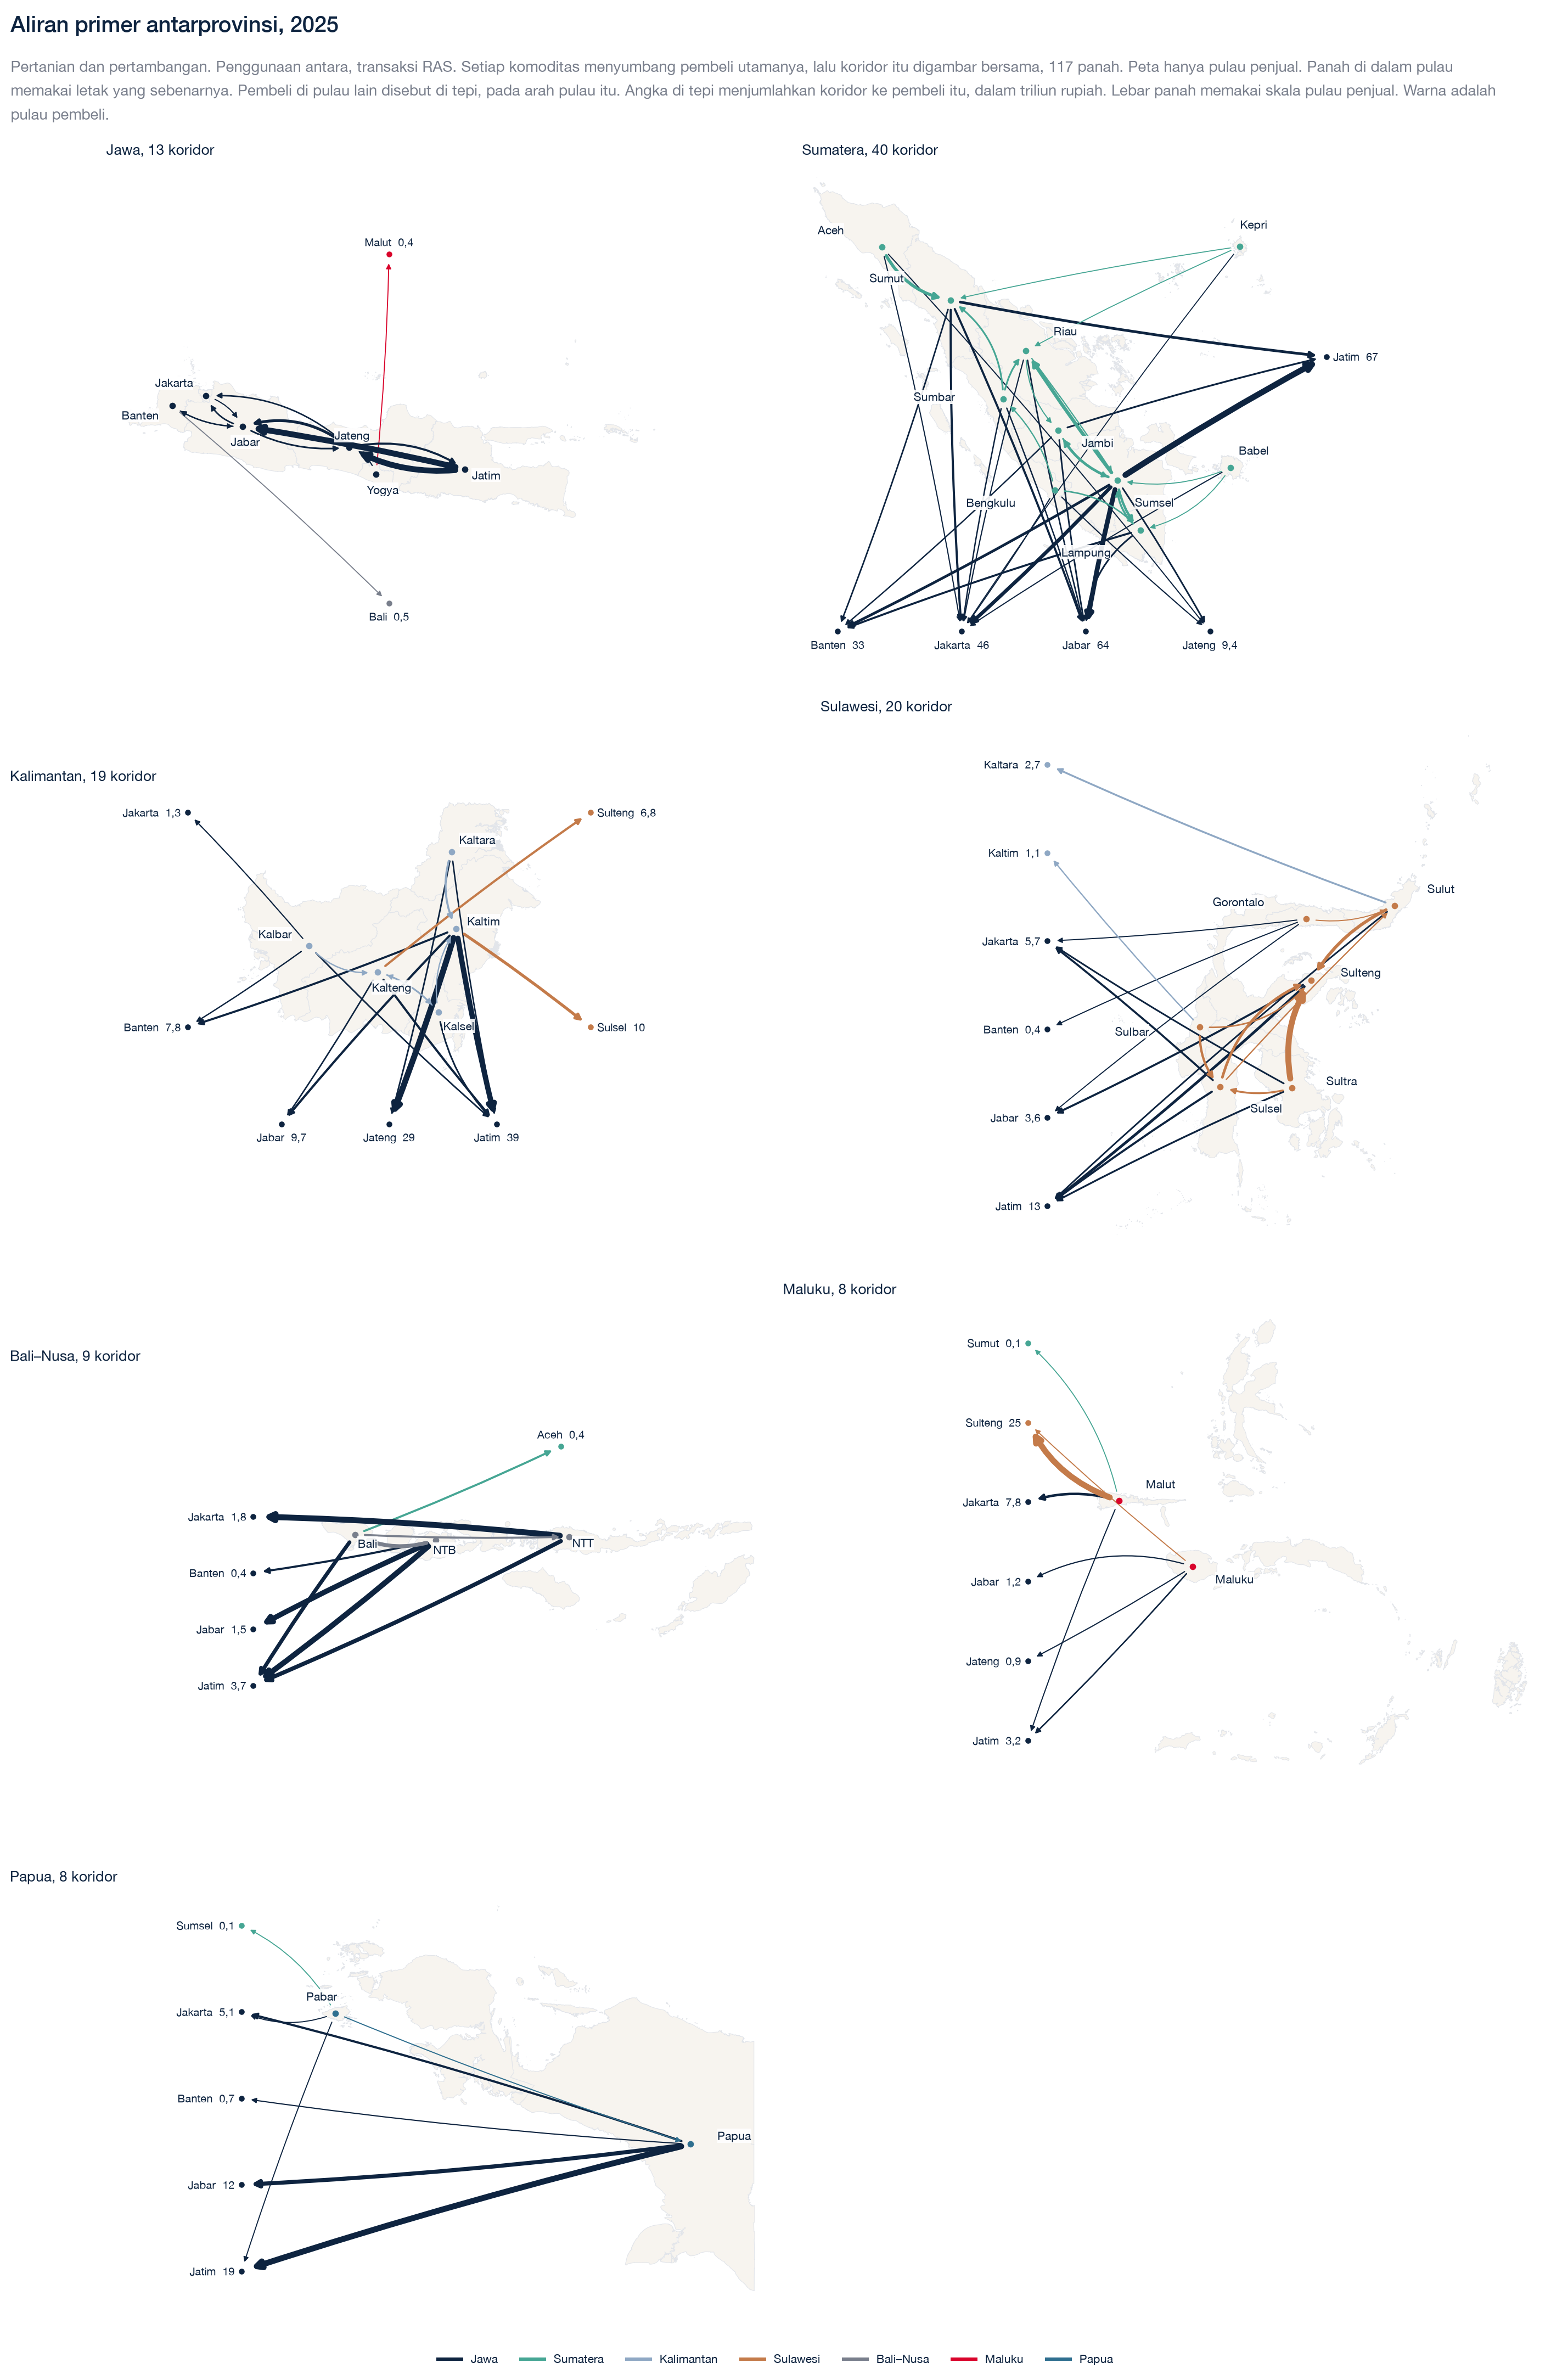 Aliran primer antarprovinsi, 2025
Pertanian dan pertambangan. Penggunaan antara, transaksi RAS. Setiap komoditas menyumbang pembeli utamanya, lalu koridor itu digambar bersama, 117 panah. Peta hanya pulau penjual. Panah di dalam pulau
memakai letak yang sebenarnya. Pembeli di pulau lain disebut di tepi, pada arah pulau itu. Angka di tepi menjumlahkan koridor ke pembeli itu, dalam triliun rupiah. Lebar panah memakai skala pulau penjual. Warna adalah
pulau pembeli.
Jawa, 13 koridor
Malut 0,4
Jakarta
Banten
Jabar
Jateng
Jatim
Yogya
Bali 0,5
Sumatera, 40 koridor
Aceh
Kepri
Sumut
Riau
Jatim 67
Sumbar
Jambi
Babel
Bengkulu
Sumsel
Lampung
Banten 33
Jakarta 46
Jabar 64
Jateng 9,4
Kalimantan, 19 koridor
Jakarta 1,3
Sulteng 6,8
Kaltara
Kaltim
Kalbar
Kalteng
Kalsel
Banten 7,8
Sulsel 10
Jabar 9,7
Jateng 29
Jatim 39
Sulawesi, 20 koridor
Kaltara 2,7
Kaltim 1,1
Sulut
Gorontalo
Jakarta 5,7
Sulteng
Banten 0,4
Sulbar
Sultra
Sulsel
Jabar 3,6
Jatim 13
Bali–Nusa, 9 koridor
Aceh 0,4
Jakarta 1,8
Bali
NTB
NTT
Banten 0,4
Jabar 1,5
Jatim 3,7
Maluku, 8 koridor
Sumut 0,1
Sulteng 25
Malut
Jakarta 7,8
Jabar 1,2
Maluku
Jateng 0,9
Jatim 3,2
Papua, 8 koridor
Sumsel 0,1
Pabar
Jakarta 5,1
Banten 0,7
Papua
Jabar 12
Jatim 19
Jawa
Sumatera
Kalimantan
Sulawesi
Bali–Nusa
Maluku
Papua